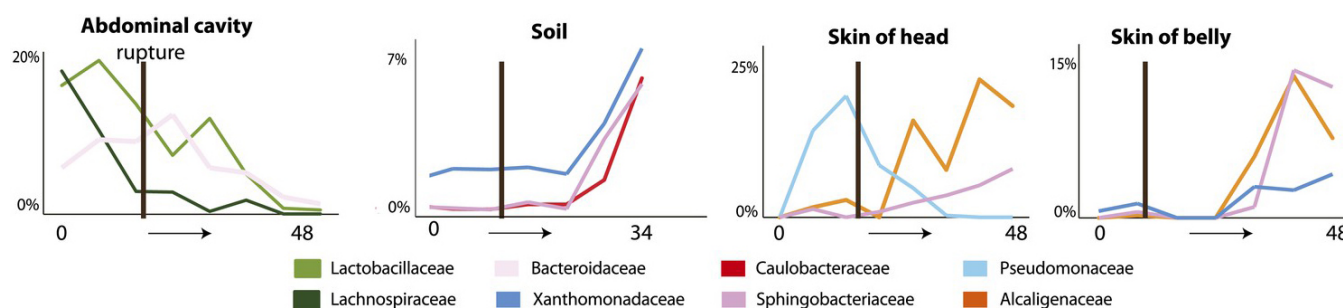 Abdominal cavity
rupture
20%
0%
0
48
Soil
7%
0%
0
34
Skin of head
25%
0%
0
48
Skin of belly
15%
0%
0
48
Lactobacillaceae
Bacteroidaceae
Caulobacteraceae
Pseudomonaceae
Lachnospiraceae
Xanthomonadaceae
Sphingobacteriaceae
Alcaligenaceae